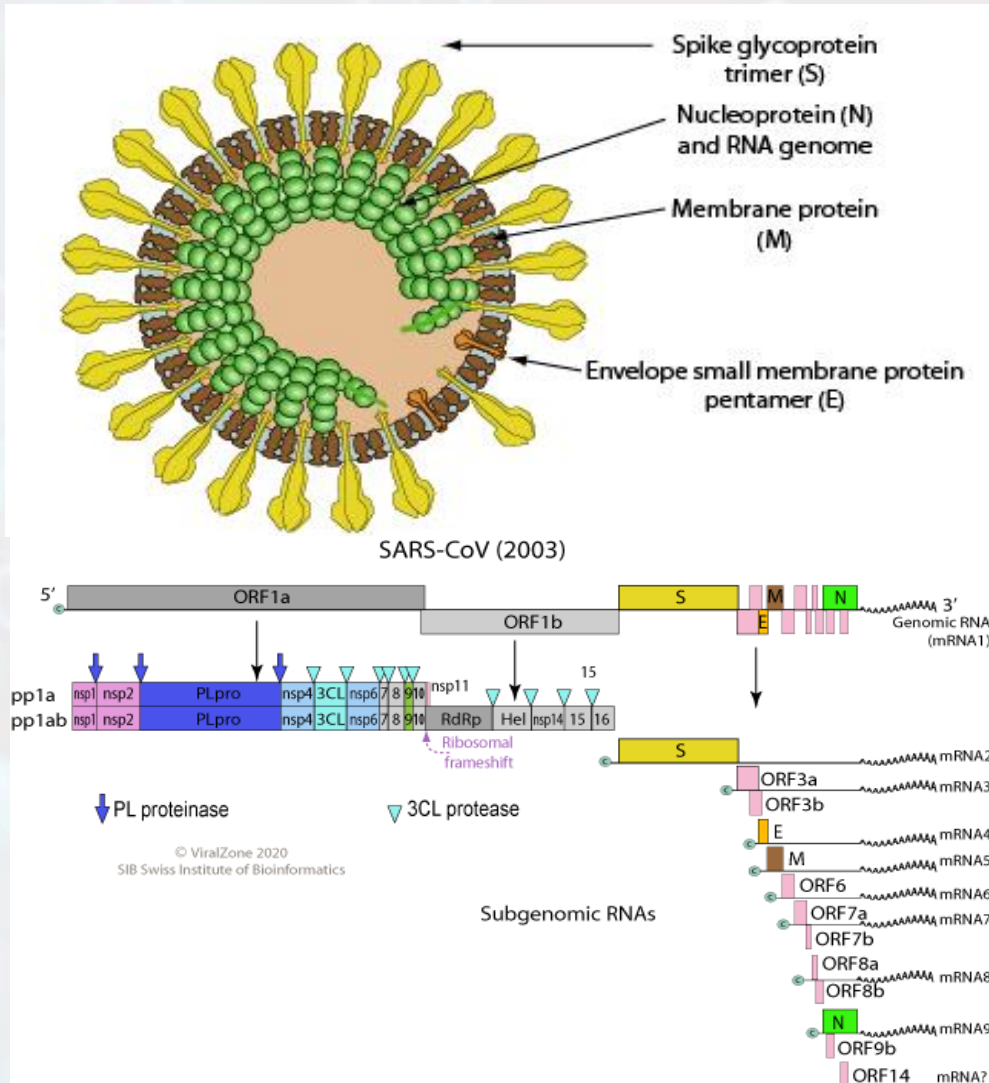 Spike glycoprotein
trimer (S)
Nucleoprotein (N)
and RNA genome
Membrane protein
(M)
Envelope small membrane protein
pentamer (E)
SARS-CoV (2003)
5’
ORF1a
S
M
N
3’
c
ORF1b
E
Genomic RNA
(mRNA1)
15
nsp11
pp1a
nsp1
nsp2
PLpro
nsp4
3CL
nsp6
7
8
9
10
pp1ab
nsp1
nsp2
PLpro
nsp4
3CL
nsp6
7
8
9
10
RdRp
Hel
nsp14
15
16
Ribosomal
frameshift
PL proteinase
3CL protease
© ViralZone 2020
SIB Swiss Institute of Bioinformatics
Subgenomic RNAs
c
S
mRNA2
c
ORF3a
mRNA3
ORF3b
c
E
mRNA4
c
M
mRNA5
c
ORF6
mRNA6
c
ORF7a
mRNA7
ORF7b
c
ORF8a
mRNA8
ORF8b
c
N
mRNA9
ORF9b
ORF14
mRNA?